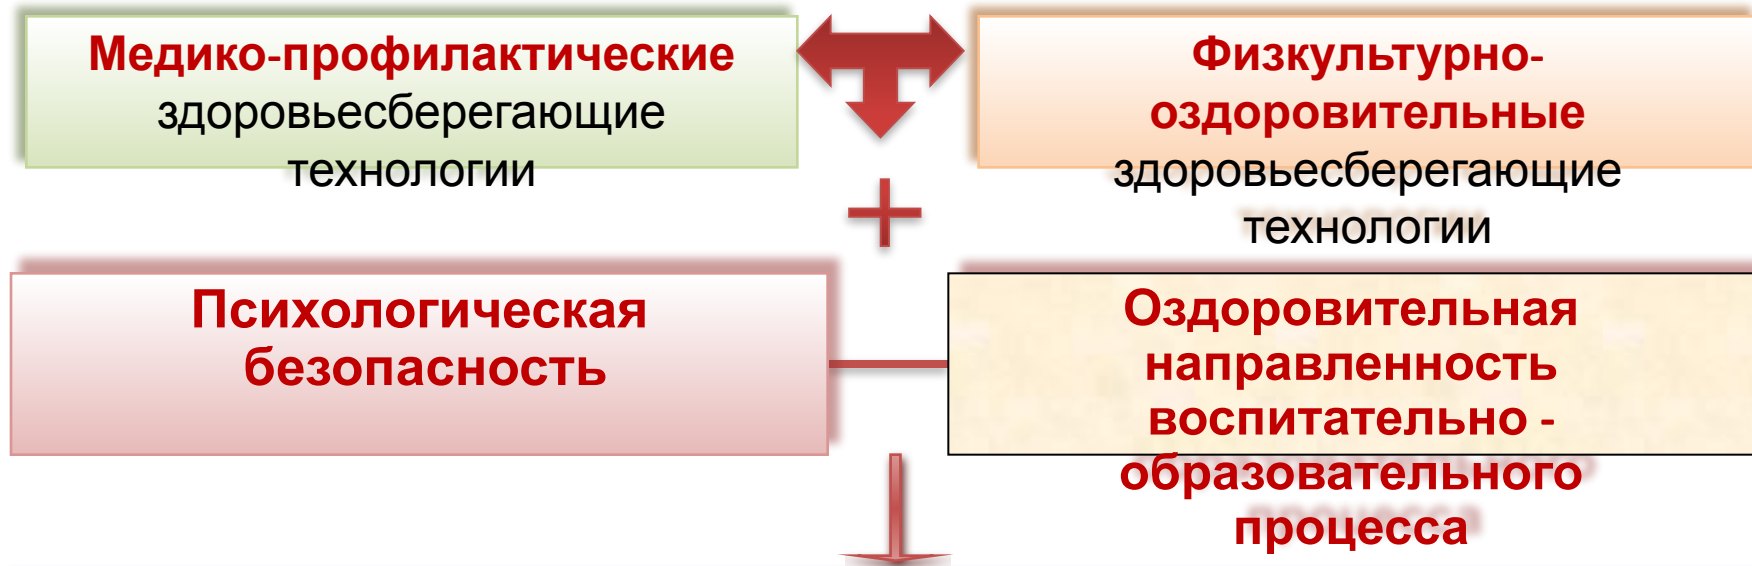 Медико-профилактические
здоровьесберегающие
технологии
Физкультурно-
оздоровительные
здоровьесберегающие
технологии
+
Психологическая
безопасность
Оздоровительная
направленность
воспитательно -
образовательного
процесса